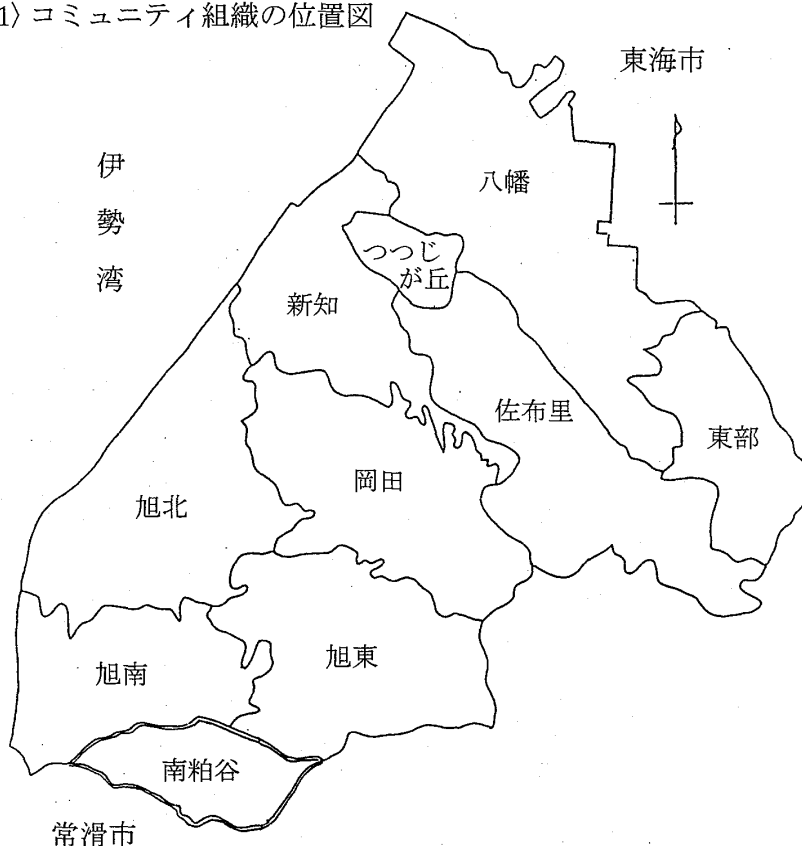 1〉コミュニティ組織の位置図
東海市
伊勢湾
八幡
つつじ
が丘
新知
佐布里
東部
岡田
旭北
旭東
旭南
南粕谷
常滑市